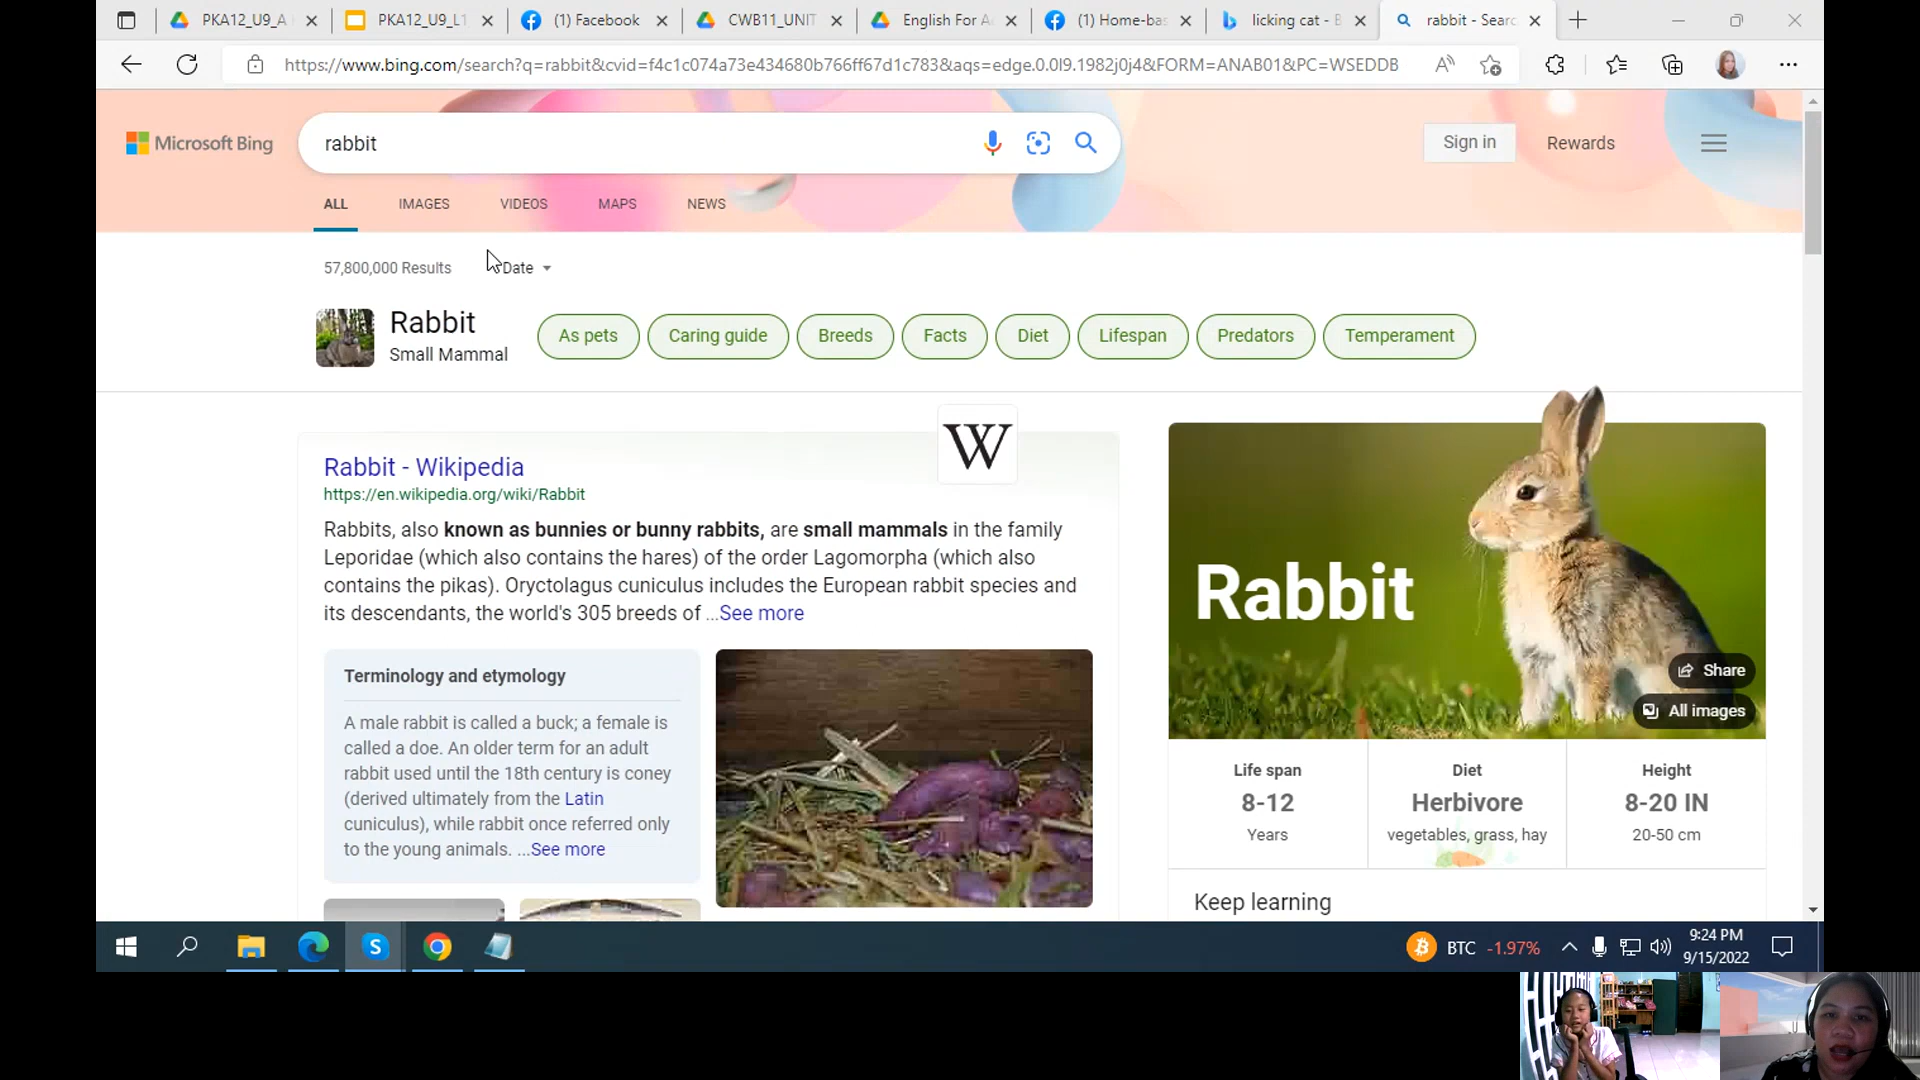 PKA12_U9_A
PKA12_U9_L1
(1) Facebook
CWB11_UNIT
English For A
(1) Home-bas
licking cat - B
rabbit - Searc
https://www.bing.com/search?q=rabbit&cvid=f4c1c074a73e434680b766ff67d1c783&aqs=edge.0.0l9.1982j0j4&FORM=ANAB01&PC=WSEDDB
Microsoft Bing
rabbit
Sign in
Rewards
ALL
IMAGES
VIDEOS
MAPS
NEWS
57,800,000 Results
Date
Rabbit
Small Mammal
As pets
Caring guide
Breeds
Facts
Diet
Lifespan
Predators
Temperament
W
Rabbit - Wikipedia
https://en.wikipedia.org/wiki/Rabbit
Rabbits, also known as bunnies or bunny rabbits, are small mammals in the family
Leporidae (which also contains the hares) of the order Lagomorpha (which also
contains the pikas). Oryctolagus cuniculus includes the European rabbit species and
its descendants, the world's 305 breeds of ...See more
Terminology and etymology
A male rabbit is called a buck; a female is
called a doe. An older term for an adult
rabbit used until the 18th century is coney
(derived ultimately from the Latin
cuniculus), while rabbit once referred only
to the young animals. ...See more
Rabbit
Share
All images
Life span
8-12
Years
Diet
Herbivore
vegetables, grass, hay
Height
8-20 IN
20-50 cm
Keep learning
BTC -1.97%
9:24 PM
9/15/2022